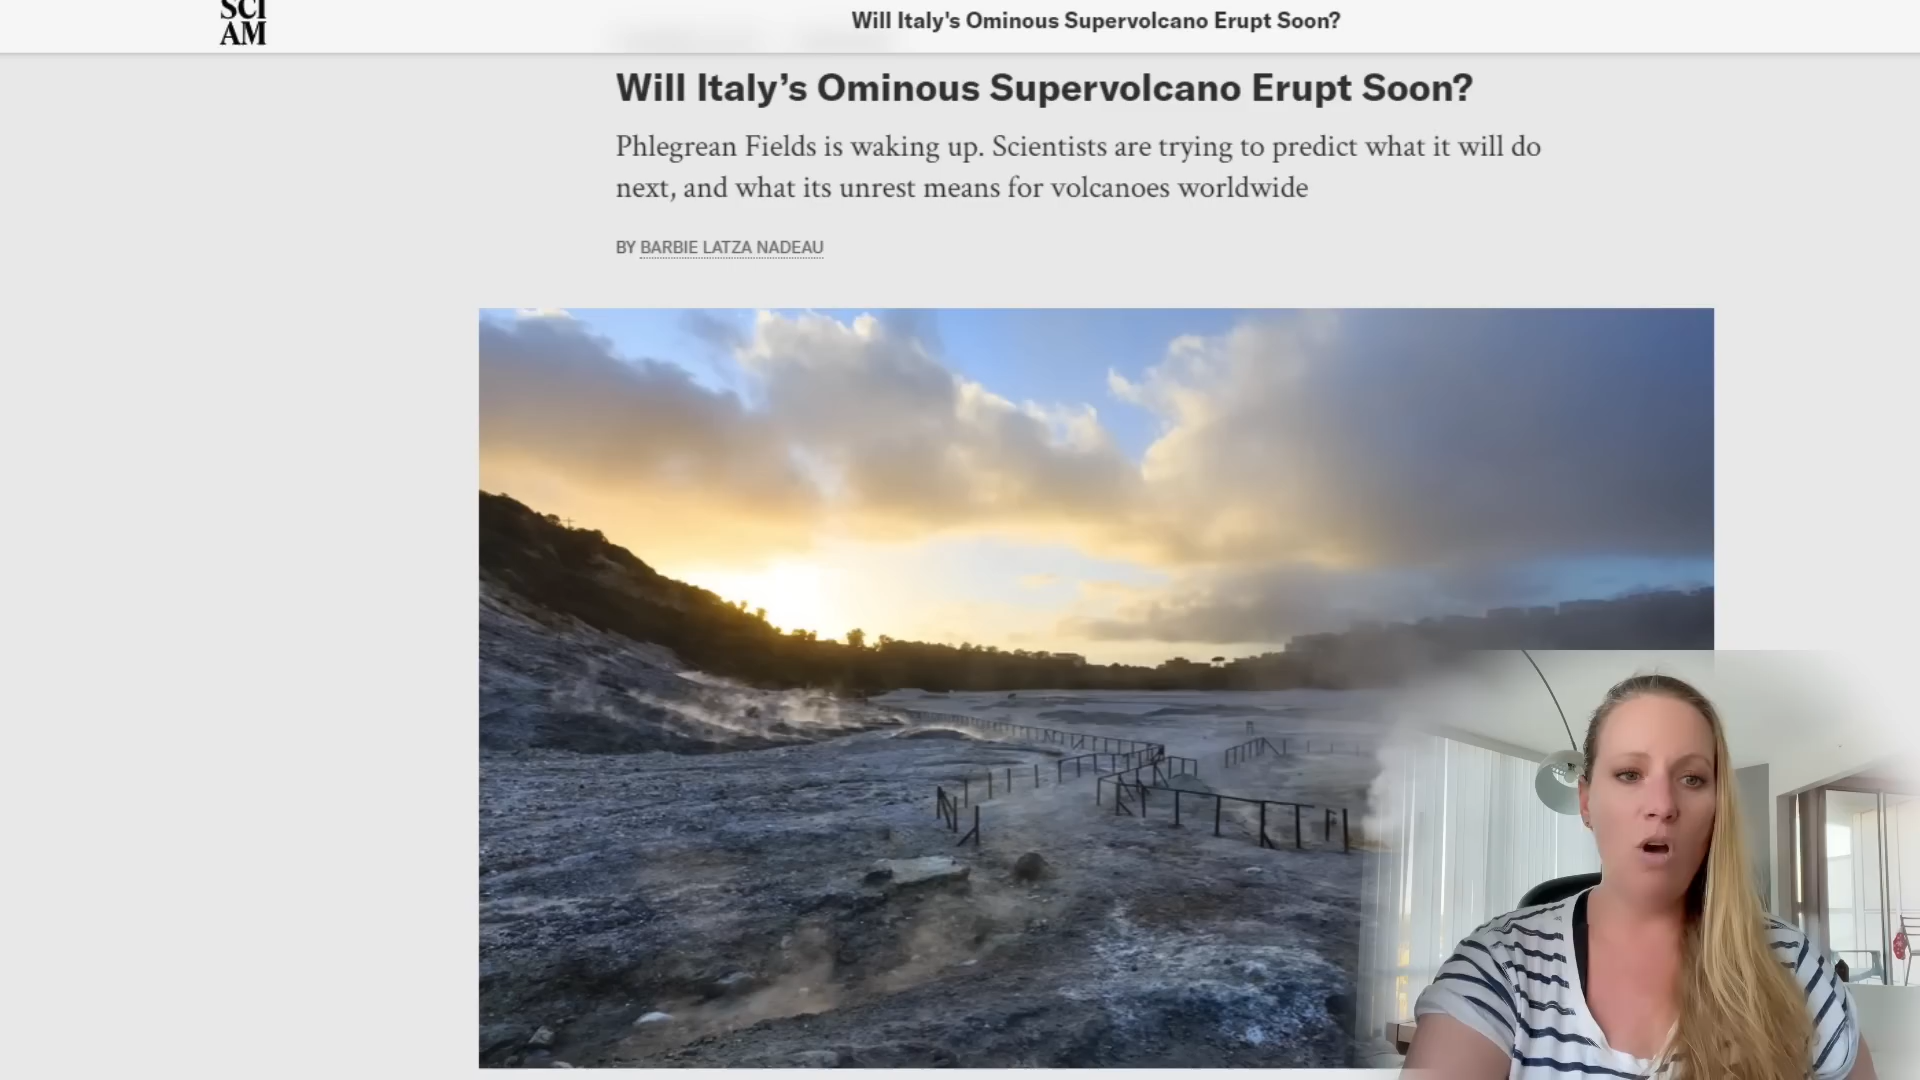 SCI
AM
Will Italy's Ominous Supervolcano Erupt Soon?
Will Italy’s Ominous Supervolcano Erupt Soon?
Phlegrean Fields is waking up. Scientists are trying to predict what it will do
next, and what its unrest means for volcanoes worldwide
BY BARBIE LATZA NADEAU